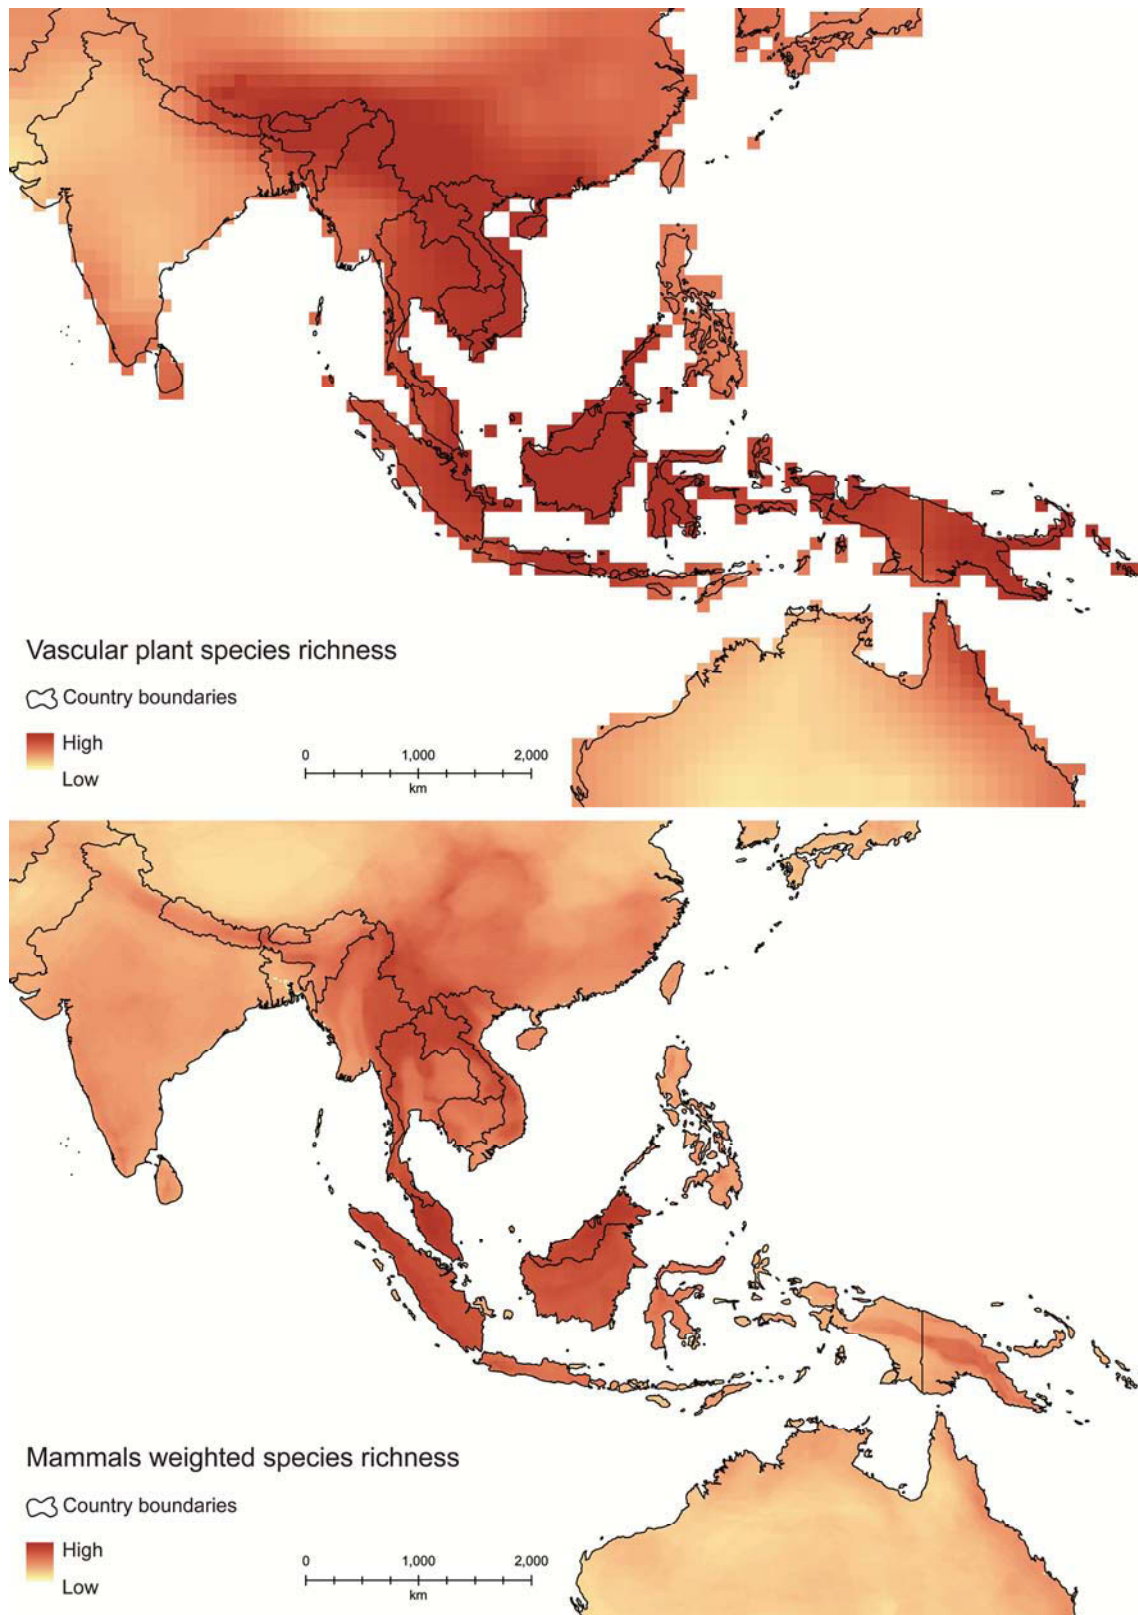 Vascular plant species richness
Country boundaries
High
Low
0 1,000 2,000
km
Mammals weighted species richness
Country boundaries
High
Low
0 1,000 2,000
km